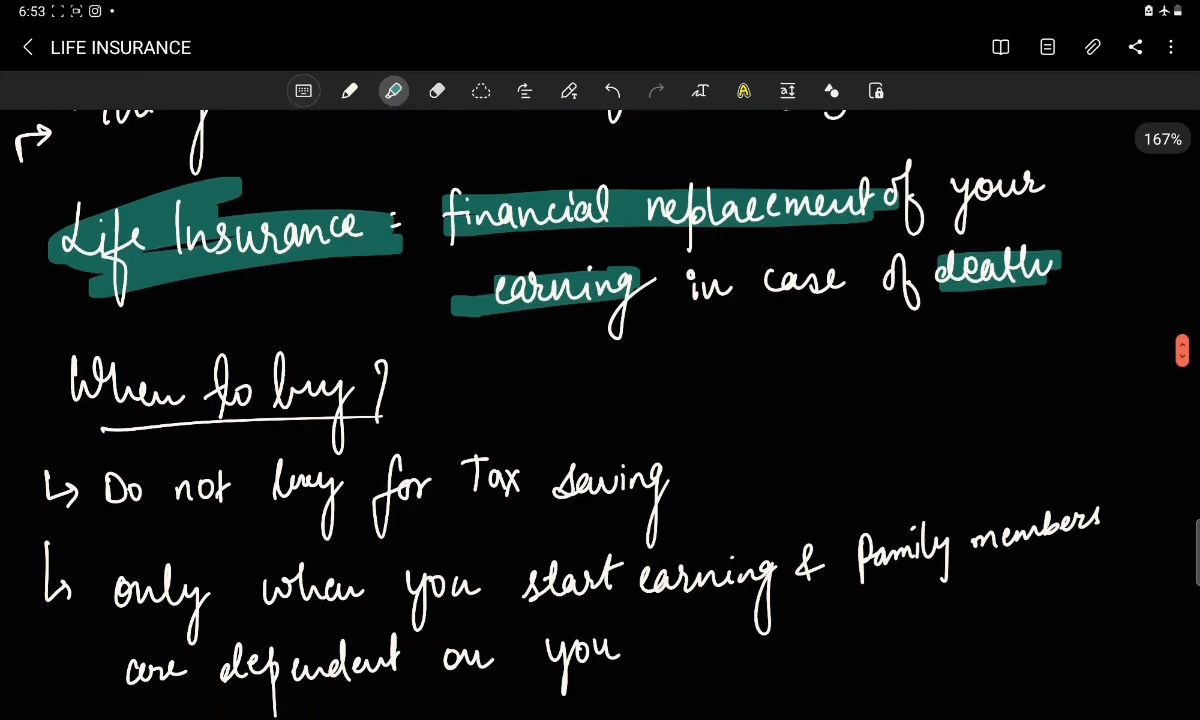 6:53
LIFE INSURANCE
167%
Life Insurance = financial replacement of your
earning in case of death
When to buy?
↳ Do not buy for Tax saving
↳ only when you start earning & family members
are dependent on you